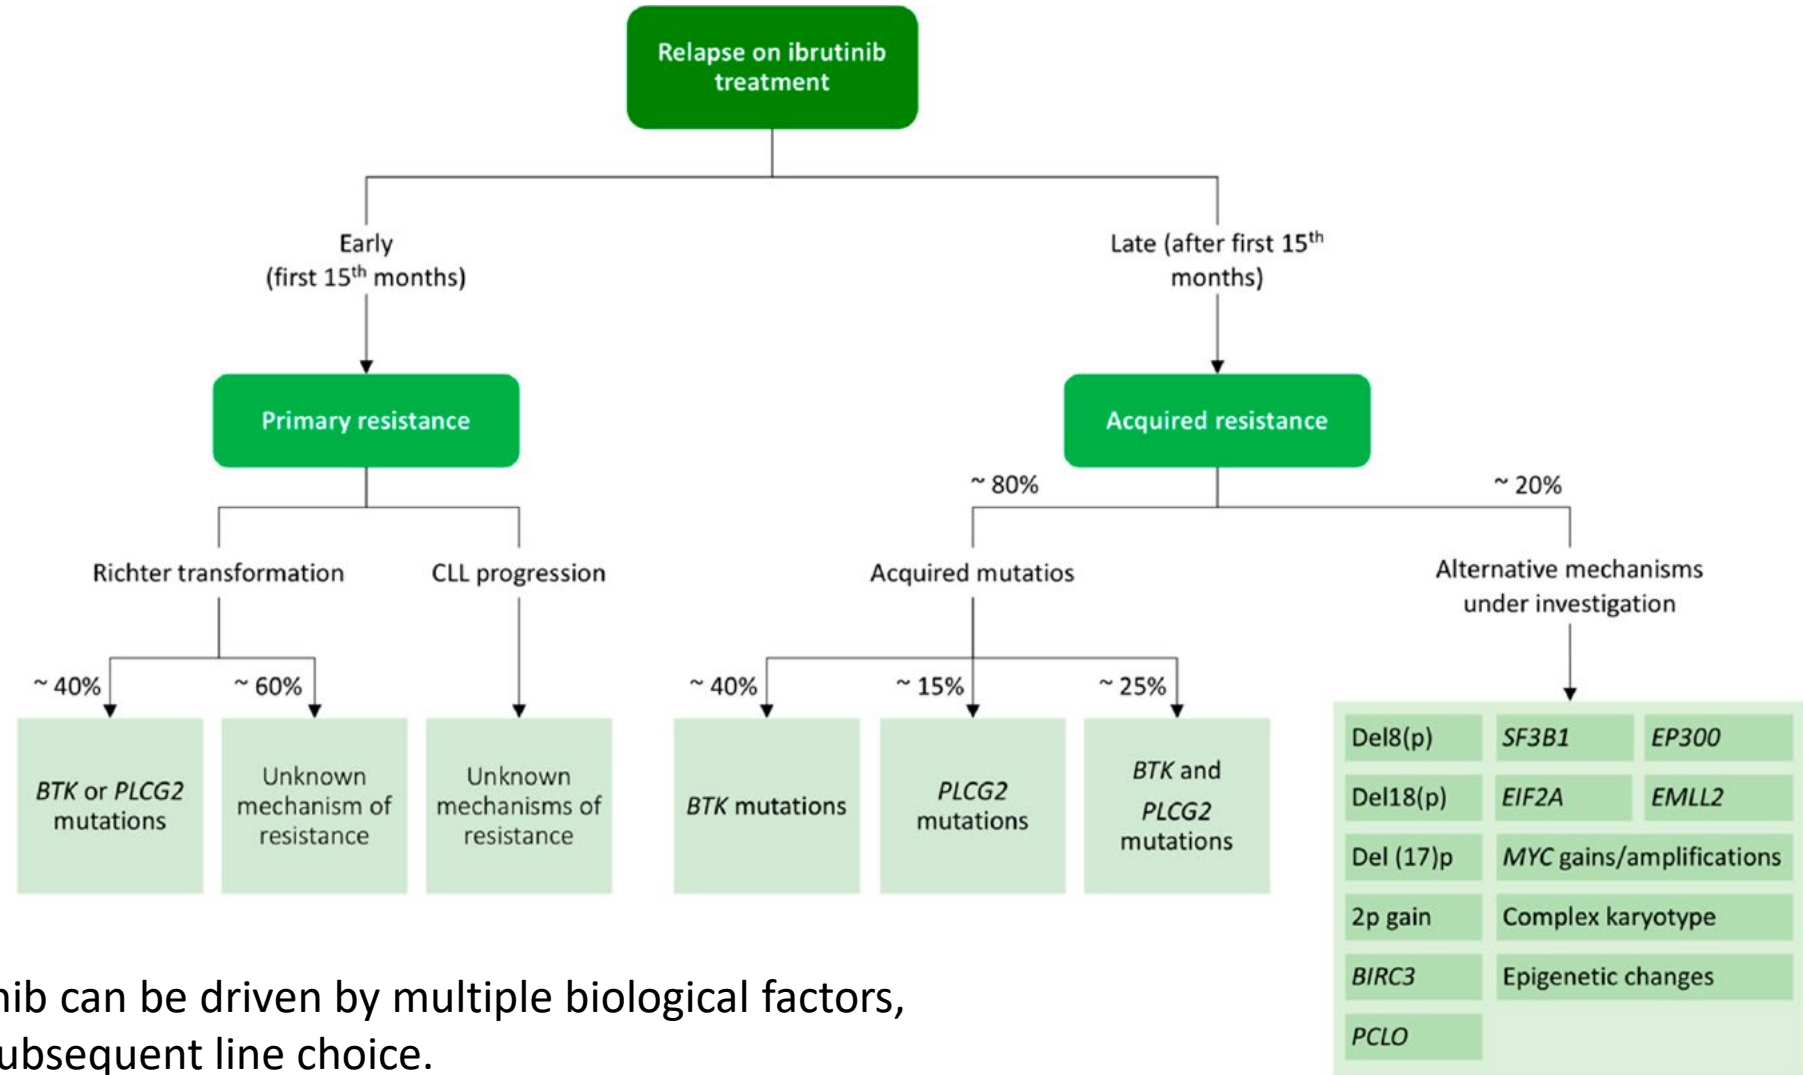 Relapse on ibrutinib
treatment
Early
(first 15th months)
Late (after first 15th
months)
Primary resistance
Acquired resistance
~ 80%
~ 20%
Richter transformation
CLL progression
Acquired mutatios
Alternative mechanisms
under investigation
~ 40%
~ 60%
~ 40%
~ 15%
~ 25%
BTK or PLCG2
mutations
Unknown
mechanism of
resistance
Unknown
mechanisms of
resistance
BTK mutations
PLCG2
mutations
BTK and
PLCG2
mutations
Del8(p)
SF3B1
EP300
Del18(p)
EIF2A
EMLL2
Del (17)p
MYC gains/amplifications
2p gain
Complex karyotype
BIRC3
Epigenetic changes
PCLO
nib can be driven by multiple biological factors,
ubsequent line choice.